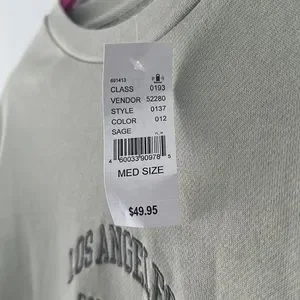 691413
CLASS 0193
VENDOR 52280
STYLE 0137
COLOR 012
SAGE
4 60033 90978 5
MED SIZE
$49.95
LOS ANGELES